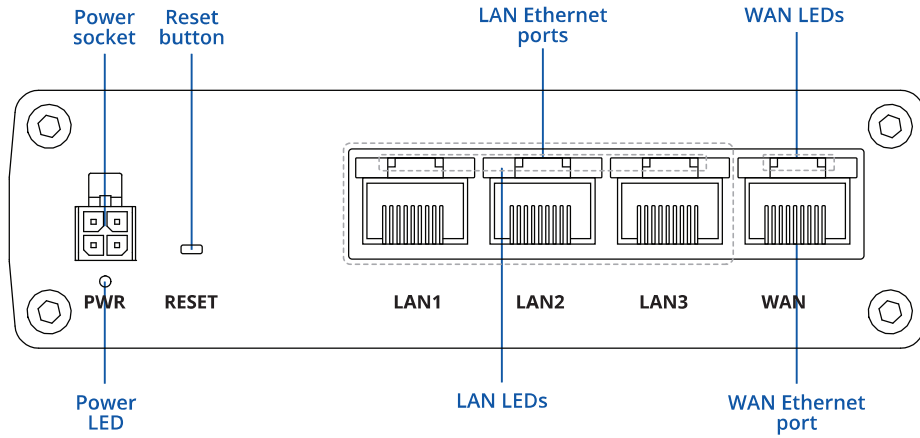 Power
socket
Reset
button
LAN Ethernet
ports
WAN LEDs
PWR
RESET
LAN1
LAN2
LAN3
WAN
Power
LED
LAN LEDs
WAN Ethernet
port